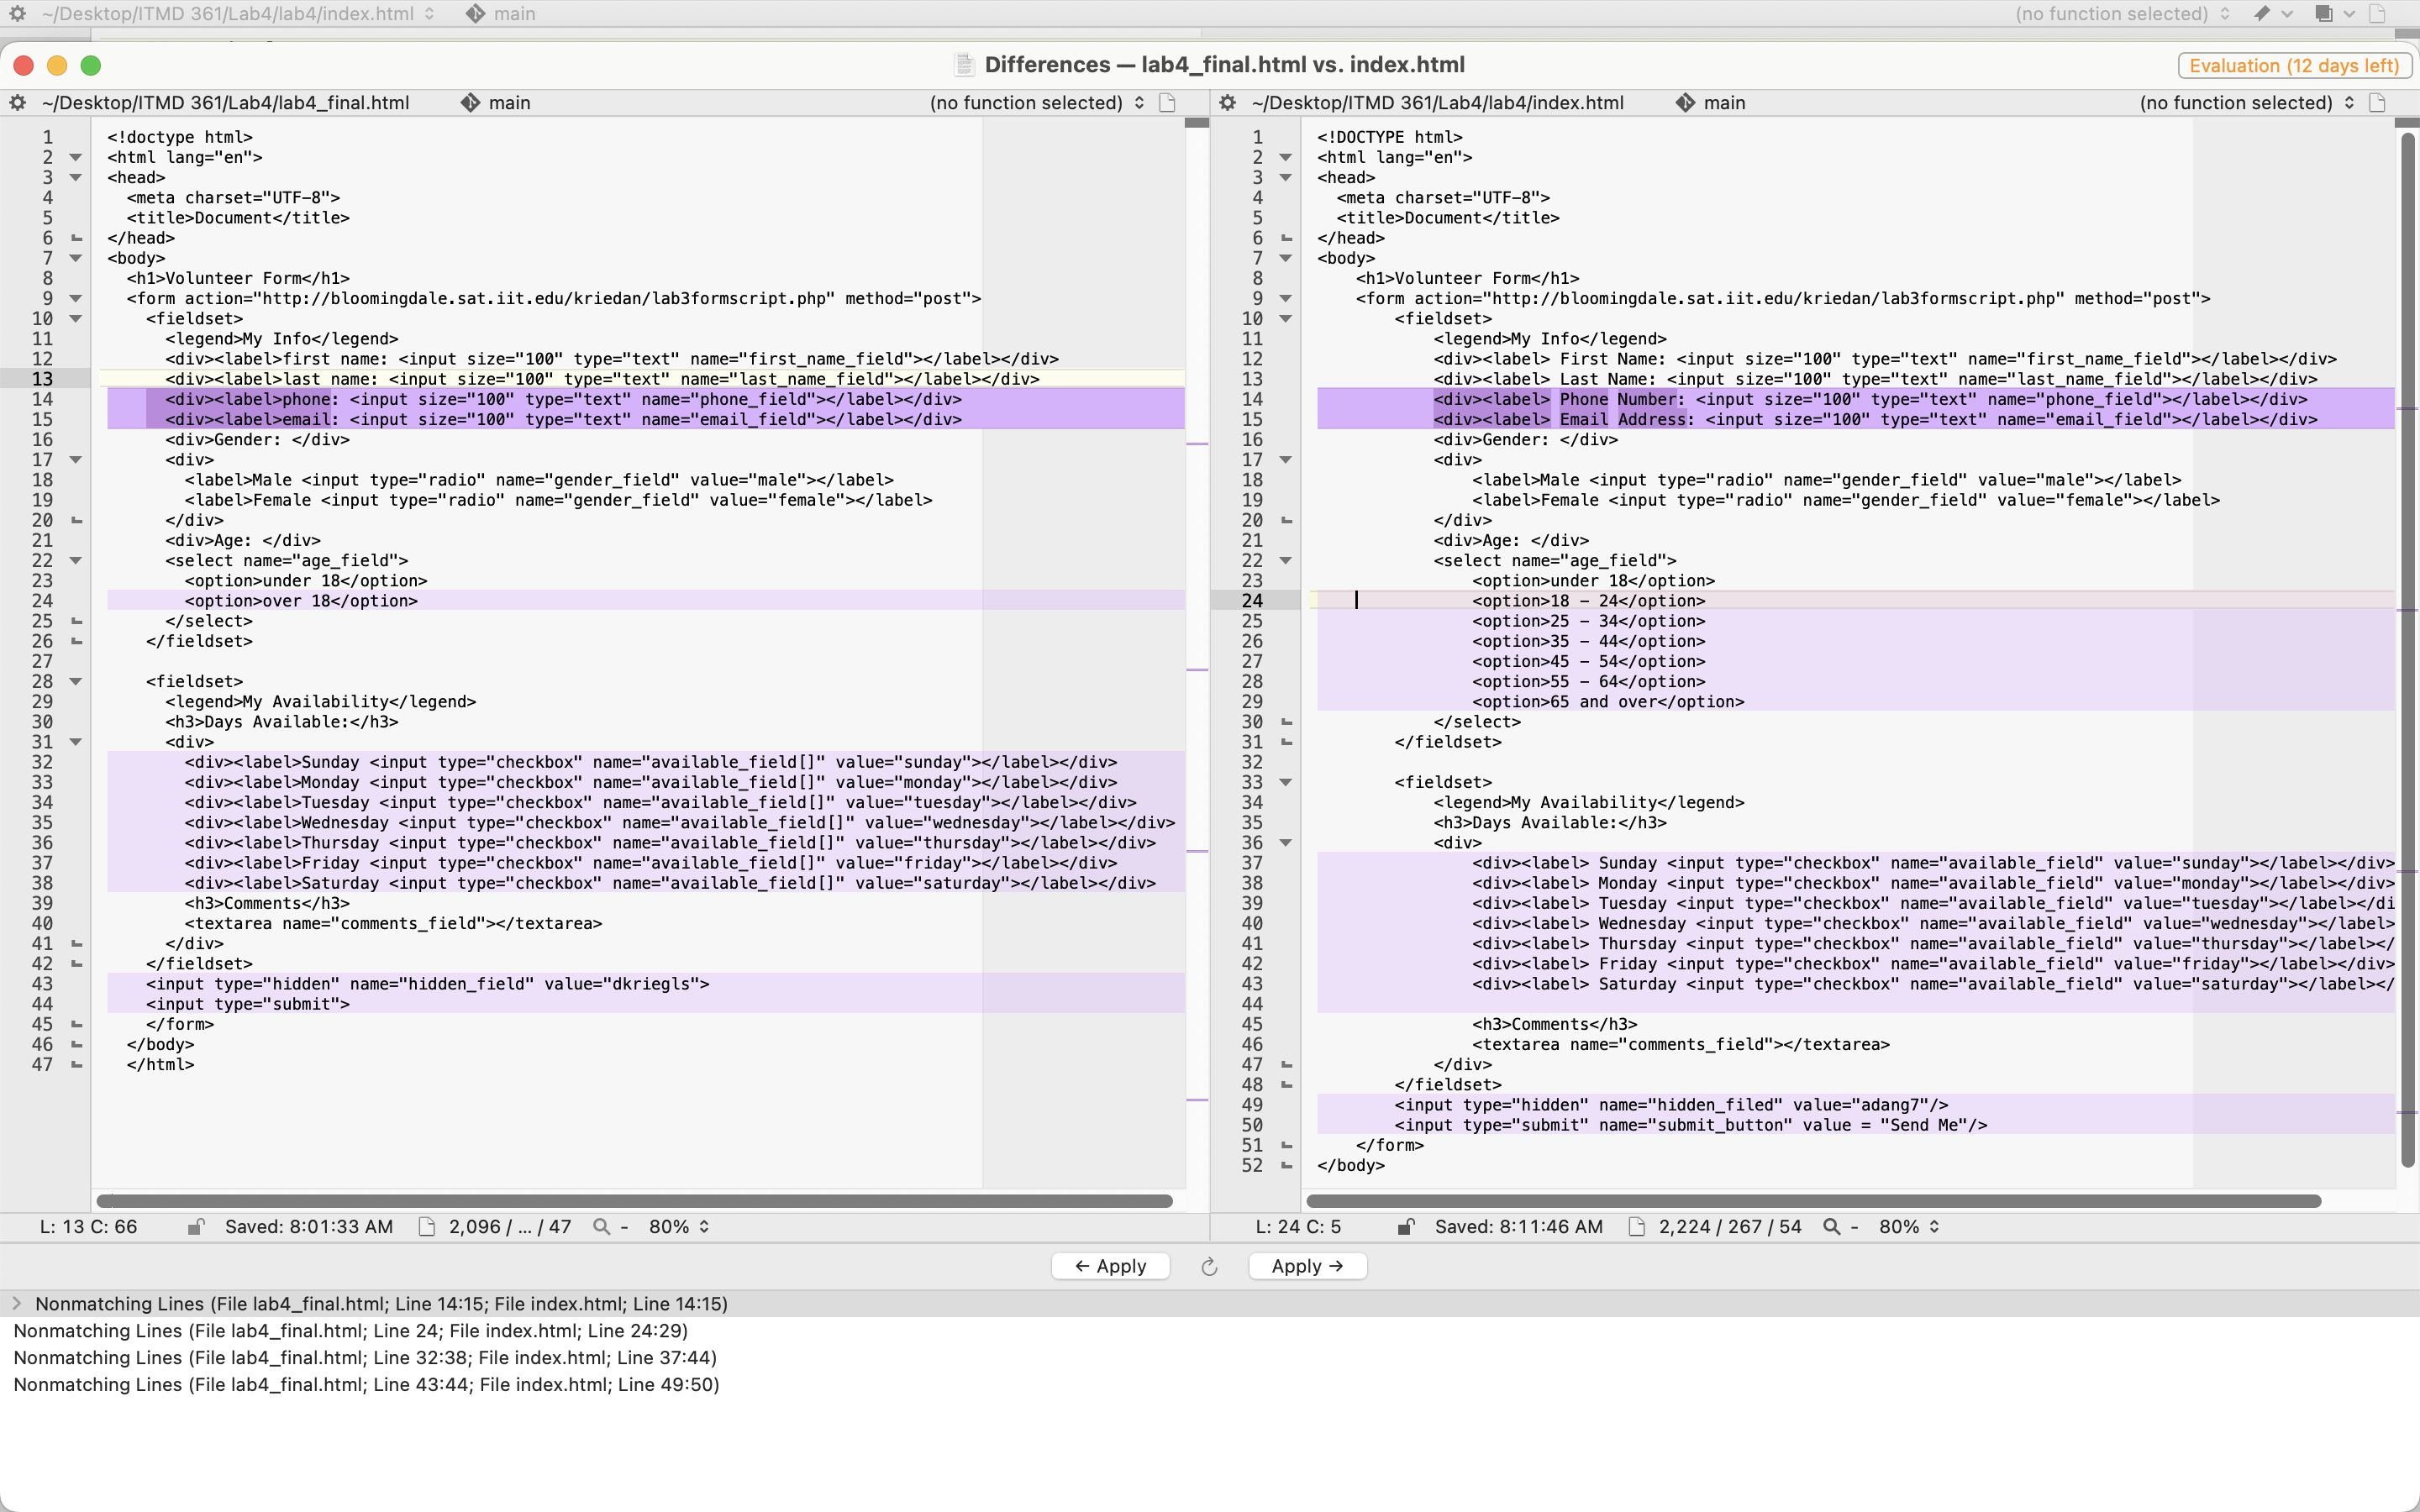 ~/Desktop/ITMD 361/Lab4/lab4/index.html main (no function selected)
Differences — lab4_final.html vs. index.html
Evaluation (12 days left)
~/Desktop/ITMD 361/Lab4/lab4_final.html main (no function selected)
1 <!doctype html>
2 <html lang="en">
3 <head>
4 <meta charset="UTF-8">
5 <title>Document</title>
6 </head>
7 <body>
8 <h1>Volunteer Form</h1>
9 <form action="http://bloomingdale.sat.iit.edu/kriedan/lab3formscript.php" method="post">
10 <fieldset>
11 <legend>My Info</legend>
12 <div><label>first name: <input size="100" type="text" name="first_name_field"></label></div>
13 <div><label>last name: <input size="100" type="text" name="last_name_field"></label></div>
14 <div><label>phone: <input size="100" type="text" name="phone_field"></label></div>
15 <div><label>email: <input size="100" type="text" name="email_field"></label></div>
16 <div>Gender: </div>
17 <div>
18 <label>Male <input type="radio" name="gender_field" value="male"></label>
19 <label>Female <input type="radio" name="gender_field" value="female"></label>
20 </div>
21 <div>Age: </div>
22 <select name="age_field">
23 <option>under 18</option>
24 <option>over 18</option>
25 </select>
26 </fieldset>
27
28 <fieldset>
29 <legend>My Availability</legend>
30 <h3>Days Available:</h3>
31 <div>
32 <div><label>Sunday <input type="checkbox" name="available_field[]" value="sunday"></label></div>
33 <div><label>Monday <input type="checkbox" name="available_field[]" value="monday"></label></div>
34 <div><label>Tuesday <input type="checkbox" name="available_field[]" value="tuesday"></label></div>
35 <div><label>Wednesday <input type="checkbox" name="available_field[]" value="wednesday"></label></div>
36 <div><label>Thursday <input type="checkbox" name="available_field[]" value="thursday"></label></div>
37 <div><label>Friday <input type="checkbox" name="available_field[]" value="friday"></label></div>
38 <div><label>Saturday <input type="checkbox" name="available_field[]" value="saturday"></label></div>
39 <h3>Comments</h3>
40 <textarea name="comments_field"></textarea>
41 </div>
42 </fieldset>
43 <input type="hidden" name="hidden_field" value="dkriegls">
44 <input type="submit">
45 </form>
46 </body>
47 </html>
L: 13 C: 66 Saved: 8:01:33 AM 2,096 / ... / 47 - 80%
~/Desktop/ITMD 361/Lab4/lab4/index.html main (no function selected)
1 <!DOCTYPE html>
2 <html lang="en">
3 <head>
4 <meta charset="UTF-8">
5 <title>Document</title>
6 </head>
7 <body>
8 <h1>Volunteer Form</h1>
9 <form action="http://bloomingdale.sat.iit.edu/kriedan/lab3formscript.php" method="post">
10 <fieldset>
11 <legend>My Info</legend>
12 <div><label> First Name: <input size="100" type="text" name="first_name_field"></label></div>
13 <div><label> Last Name: <input size="100" type="text" name="last_name_field"></label></div>
14 <div><label> Phone Number: <input size="100" type="text" name="phone_field"></label></div>
15 <div><label> Email Address: <input size="100" type="text" name="email_field"></label></div>
16 <div>Gender: </div>
17 <div>
18 <label>Male <input type="radio" name="gender_field" value="male"></label>
19 <label>Female <input type="radio" name="gender_field" value="female"></label>
20 </div>
21 <div>Age: </div>
22 <select name="age_field">
23 <option>under 18</option>
24 <option>18 – 24</option>
25 <option>25 – 34</option>
26 <option>35 – 44</option>
27 <option>45 – 54</option>
28 <option>55 – 64</option>
29 <option>65 and over</option>
30 </select>
31 </fieldset>
32
33 <fieldset>
34 <legend>My Availability</legend>
35 <h3>Days Available:</h3>
36 <div>
37 <div><label> Sunday <input type="checkbox" name="available_field" value="sunday"></label></div>
38 <div><label> Monday <input type="checkbox" name="available_field" value="monday"></label></div>
39 <div><label> Tuesday <input type="checkbox" name="available_field" value="tuesday"></label></di
40 <div><label> Wednesday <input type="checkbox" name="available_field" value="wednesday"></label>
41 <div><label> Thursday <input type="checkbox" name="available_field" value="thursday"></label></
42 <div><label> Friday <input type="checkbox" name="available_field" value="friday"></label></div>
43 <div><label> Saturday <input type="checkbox" name="available_field" value="saturday"></label></
44
45 <h3>Comments</h3>
46 <textarea name="comments_field"></textarea>
47 </div>
48 </fieldset>
49 <input type="hidden" name="hidden_filed" value="adang7"/>
50 <input type="submit" name="submit_button" value = "Send Me"/>
51 </form>
52 </body>
L: 24 C: 5 Saved: 8:11:46 AM 2,224 / 267 / 54 - 80%
← Apply Apply →
Nonmatching Lines (File lab4_final.html; Line 14:15; File index.html; Line 14:15)
Nonmatching Lines (File lab4_final.html; Line 24; File index.html; Line 24:29)
Nonmatching Lines (File lab4_final.html; Line 32:38; File index.html; Line 37:44)
Nonmatching Lines (File lab4_final.html; Line 43:44; File index.html; Line 49:50)